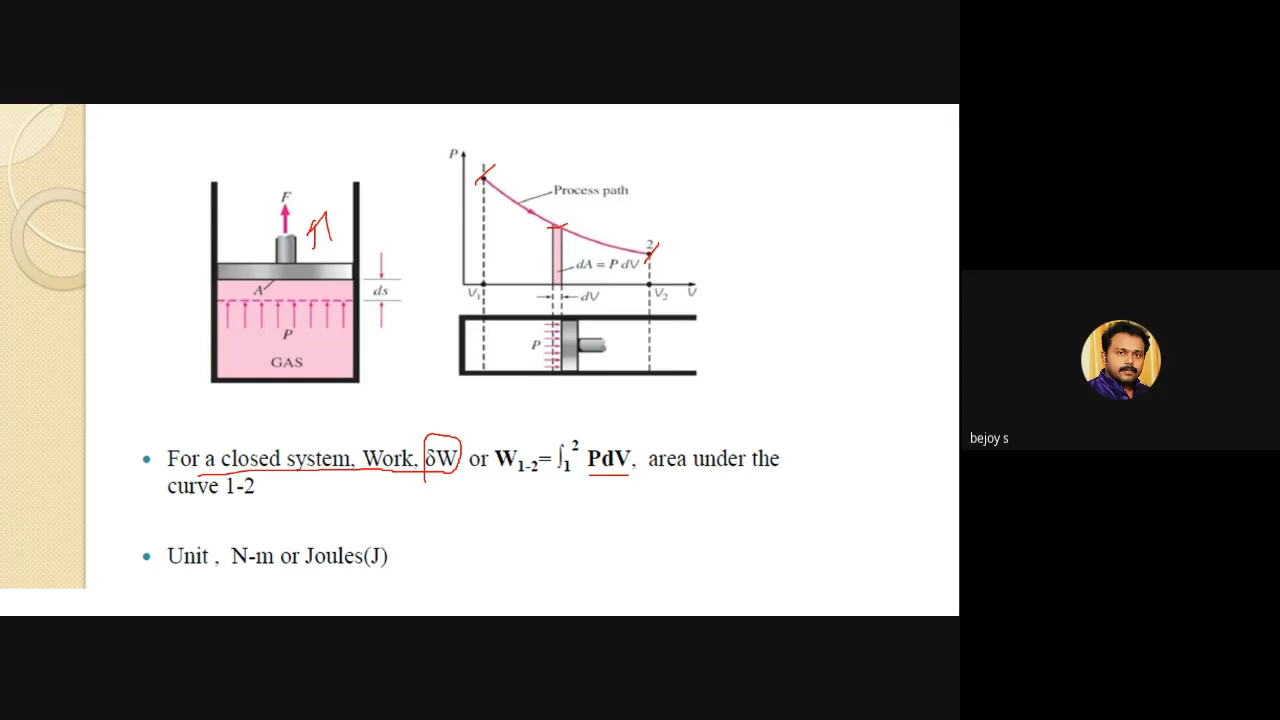 P
Process path
F
2
dA = P dV
A
ds
V₁
dV
V₂
V
P
P
GAS
bejoy s
• For a closed system, Work, δW or W₁₋₂= ∫₁² PdV, area under the
curve 1-2
• Unit , N-m or Joules(J)